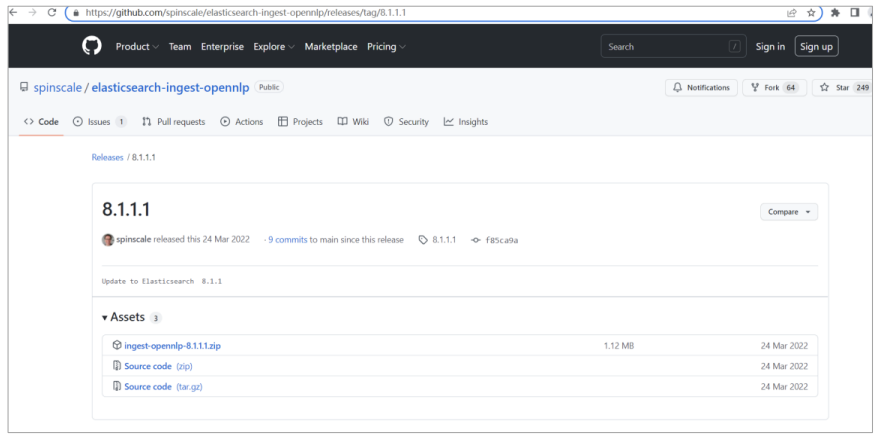 https://github.com/spinscale/elasticsearch-ingest-opennlp/releases/tag/8.1.1.1
Product Team Enterprise Explore Marketplace Pricing Search / Sign in Sign up
spinscale / elasticsearch-ingest-opennlp Public Notifications Fork 64 Star 249
<> Code Issues 1 Pull requests Actions Projects Wiki Security Insights
Releases / 8.1.1.1
8.1.1.1 Compare
spinscale released this 24 Mar 2022 · 9 commits to main since this release 8.1.1.1 f85ca9a
Update to Elasticsearch 8.1.1
Assets 3
ingest-opennlp-8.1.1.1.zip 1.12 MB 24 Mar 2022
Source code (zip) 24 Mar 2022
Source code (tar.gz) 24 Mar 2022